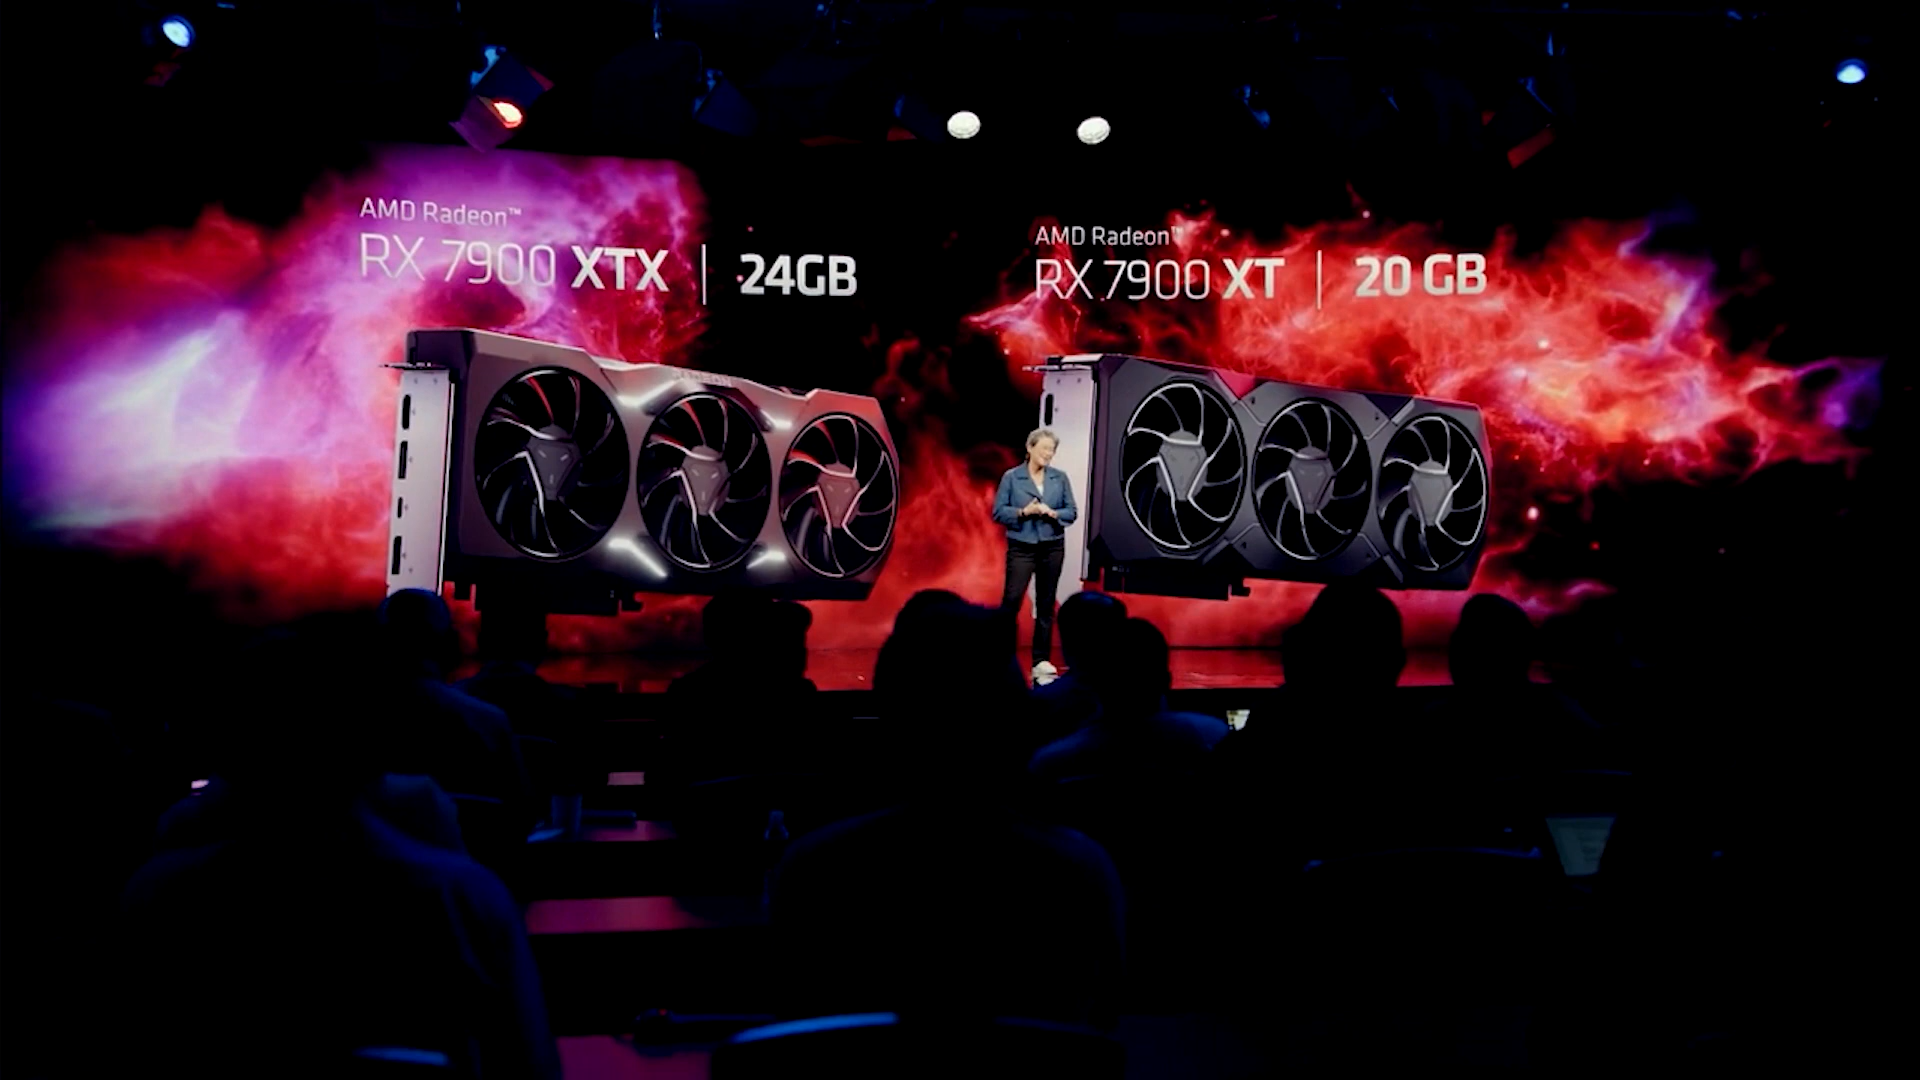 AMD Radeon™
RX 7900 XTX | 24GB
AMD Radeon™
RX 7900 XT | 20 GB